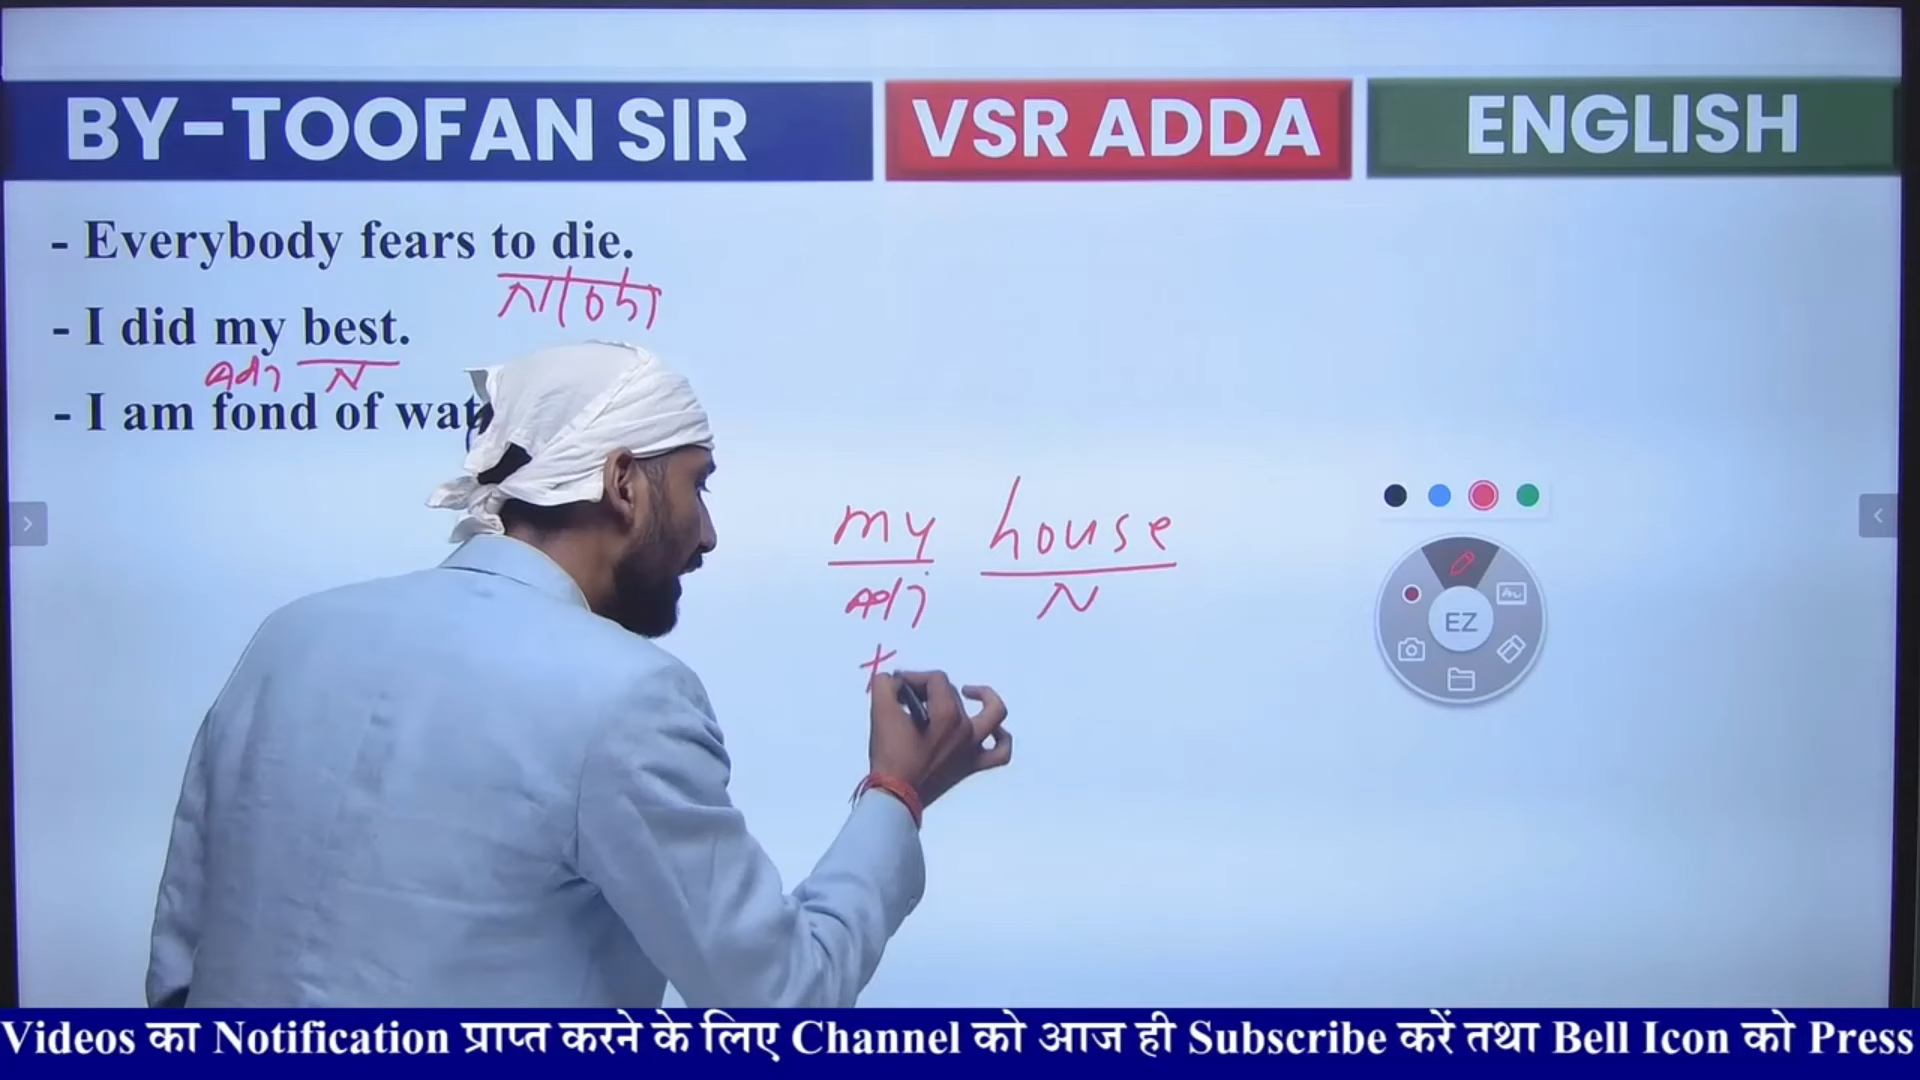 BY-TOOFAN SIR VSR ADDA ENGLISH
- Everybody fears to die.
- I did my best.
Adj N
- I am fond of
my house
Adj N
EZ
Videos का Notification प्राप्त करने के लिए Channel को आज ही Subscribe करें तथा Bell Icon को Press